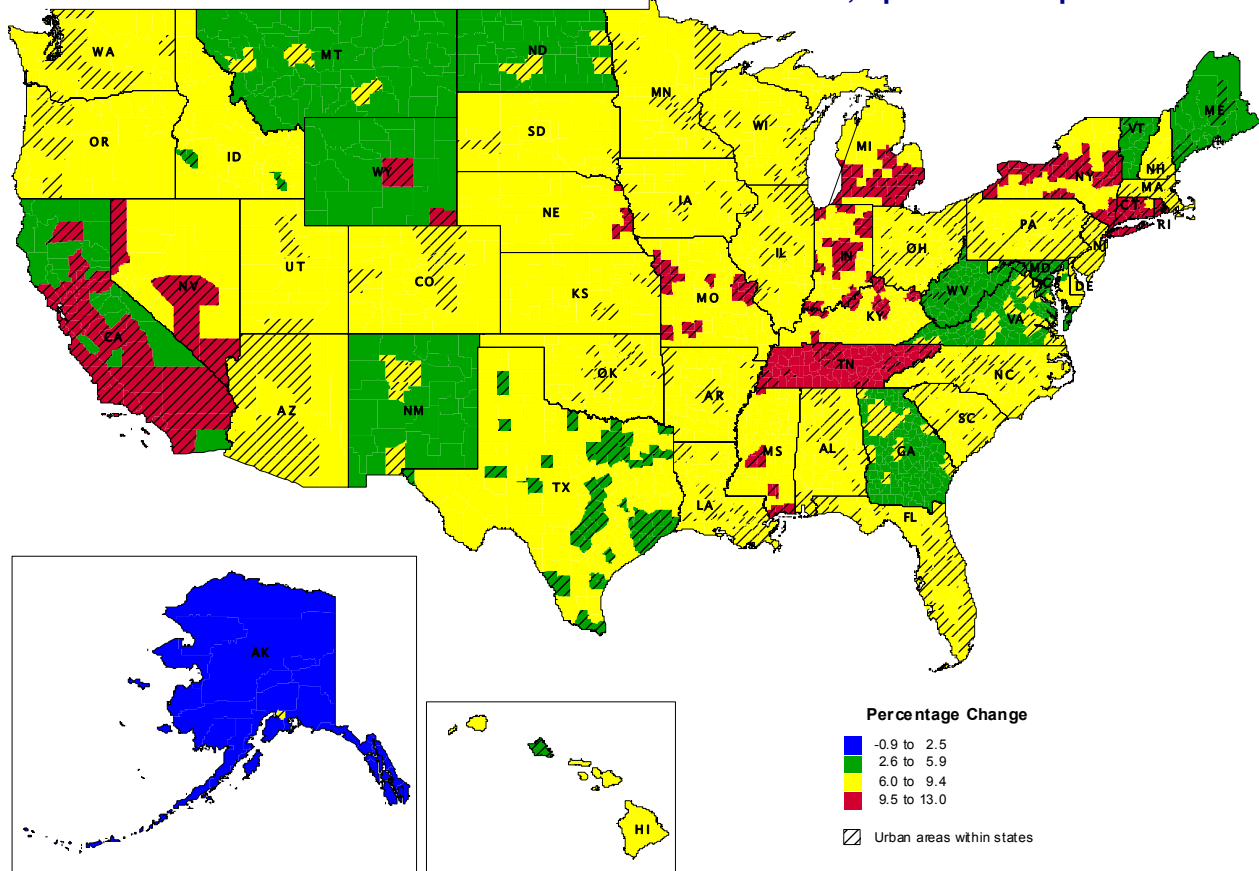 WA
MT
ND
MN
OR
ID
WY
SD
WI
MI
VT
ME
NH
NY
MA
CT
RI
NE
IA
PA
NJ
NV
UT
CO
KS
MO
IL
IN
OH
MD
DC
DE
WV
VA
KY
CA
AZ
NM
OK
AR
TN
NC
SC
MS
AL
GA
TX
LA
FL
AK
HI
Percentage Change
-0.9 to 2.5
2.6 to 5.9
6.0 to 9.4
9.5 to 13.0
Urban areas within states